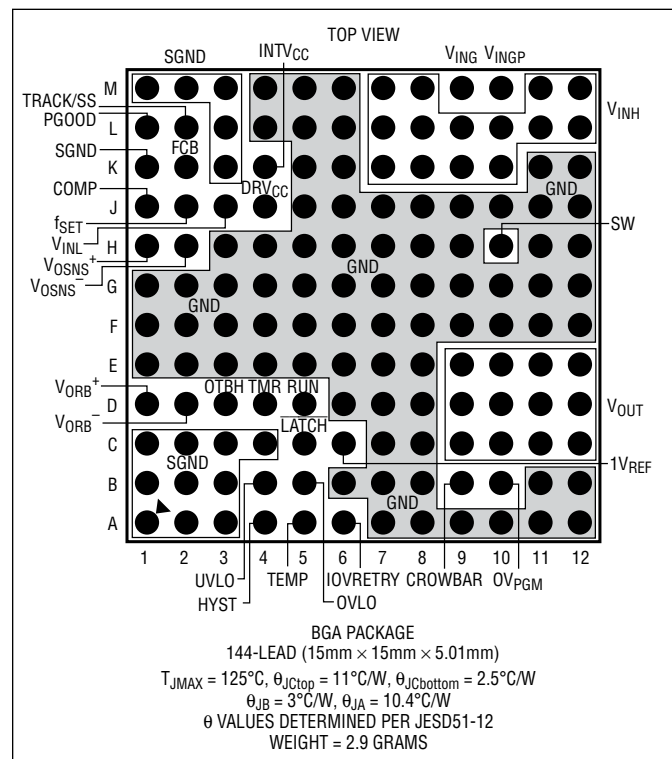 TOP VIEW
SGND
INTVCC
VING VINGP
M
TRACK/SS
PGOOD
L
VINH
FCB
SGND
K
DRVCC
GND
COMP
J
fSET
SW
VINL
H
VOSNS+
GND
VOSNS–
G
GND
F
E
VORB+
OTBH TMR RUN
D
VORB–
LATCH
VOUT
C
SGND
1VREF
B
GND
A
1 2 3 4 5 6 7 8 9 10 11 12
UVLO TEMP IOVRETRY CROWBAR OVPGM
HYST OVLO
BGA PACKAGE
144-LEAD (15mm × 15mm × 5.01mm)
TJMAX = 125°C, θJCtop = 11°C/W, θJCbottom = 2.5°C/W
θJB = 3°C/W, θJA = 10.4°C/W
θ VALUES DETERMINED PER JESD51-12
WEIGHT = 2.9 GRAMS